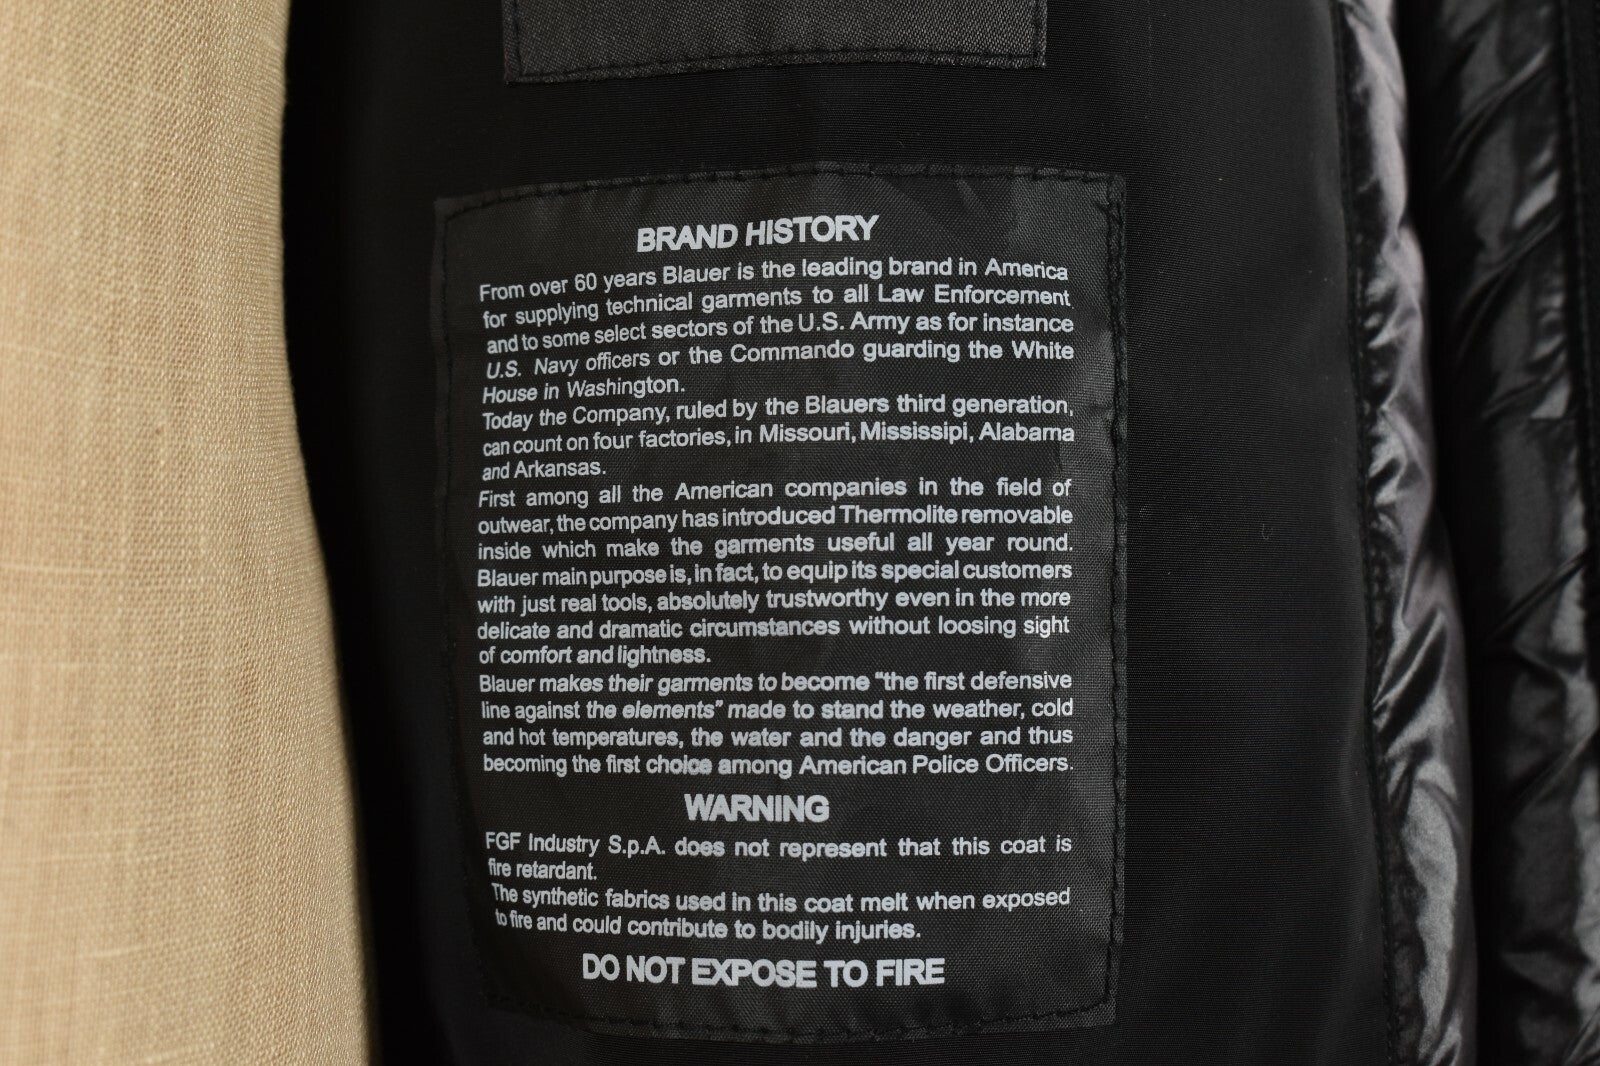 BRAND HISTORY
From over 60 years Blauer is the leading brand in America
for supplying technical garments to all Law Enforcement
and to some select sectors of the U.S. Army as for instance
U.S. Navy officers or the Commando guarding the White
House in Washington.
Today the Company, ruled by the Blauers third generation,
can count on four factories, in Missouri, Mississipi, Alabama
and Arkansas.
First among all the American companies in the field of
outwear, the company has introduced Thermolite removable
inside which make the garments useful all year round.
Blauer main purpose is, in fact, to equip its special customers
with just real tools, absolutely trustworthy even in the more
delicate and dramatic circumstances without loosing sight
of comfort and lightness.
Blauer makes their garments to become "the first defensive
line against the elements" made to stand the weather, cold
and hot temperatures, the water and the danger and thus
becoming the first choice among American Police Officers.
WARNING
FGF Industry S.p.A. does not represent that this coat is
fire retardant.
The synthetic fabrics used in this coat melt when exposed
to fire and could contribute to bodily injuries.
DO NOT EXPOSE TO FIRE